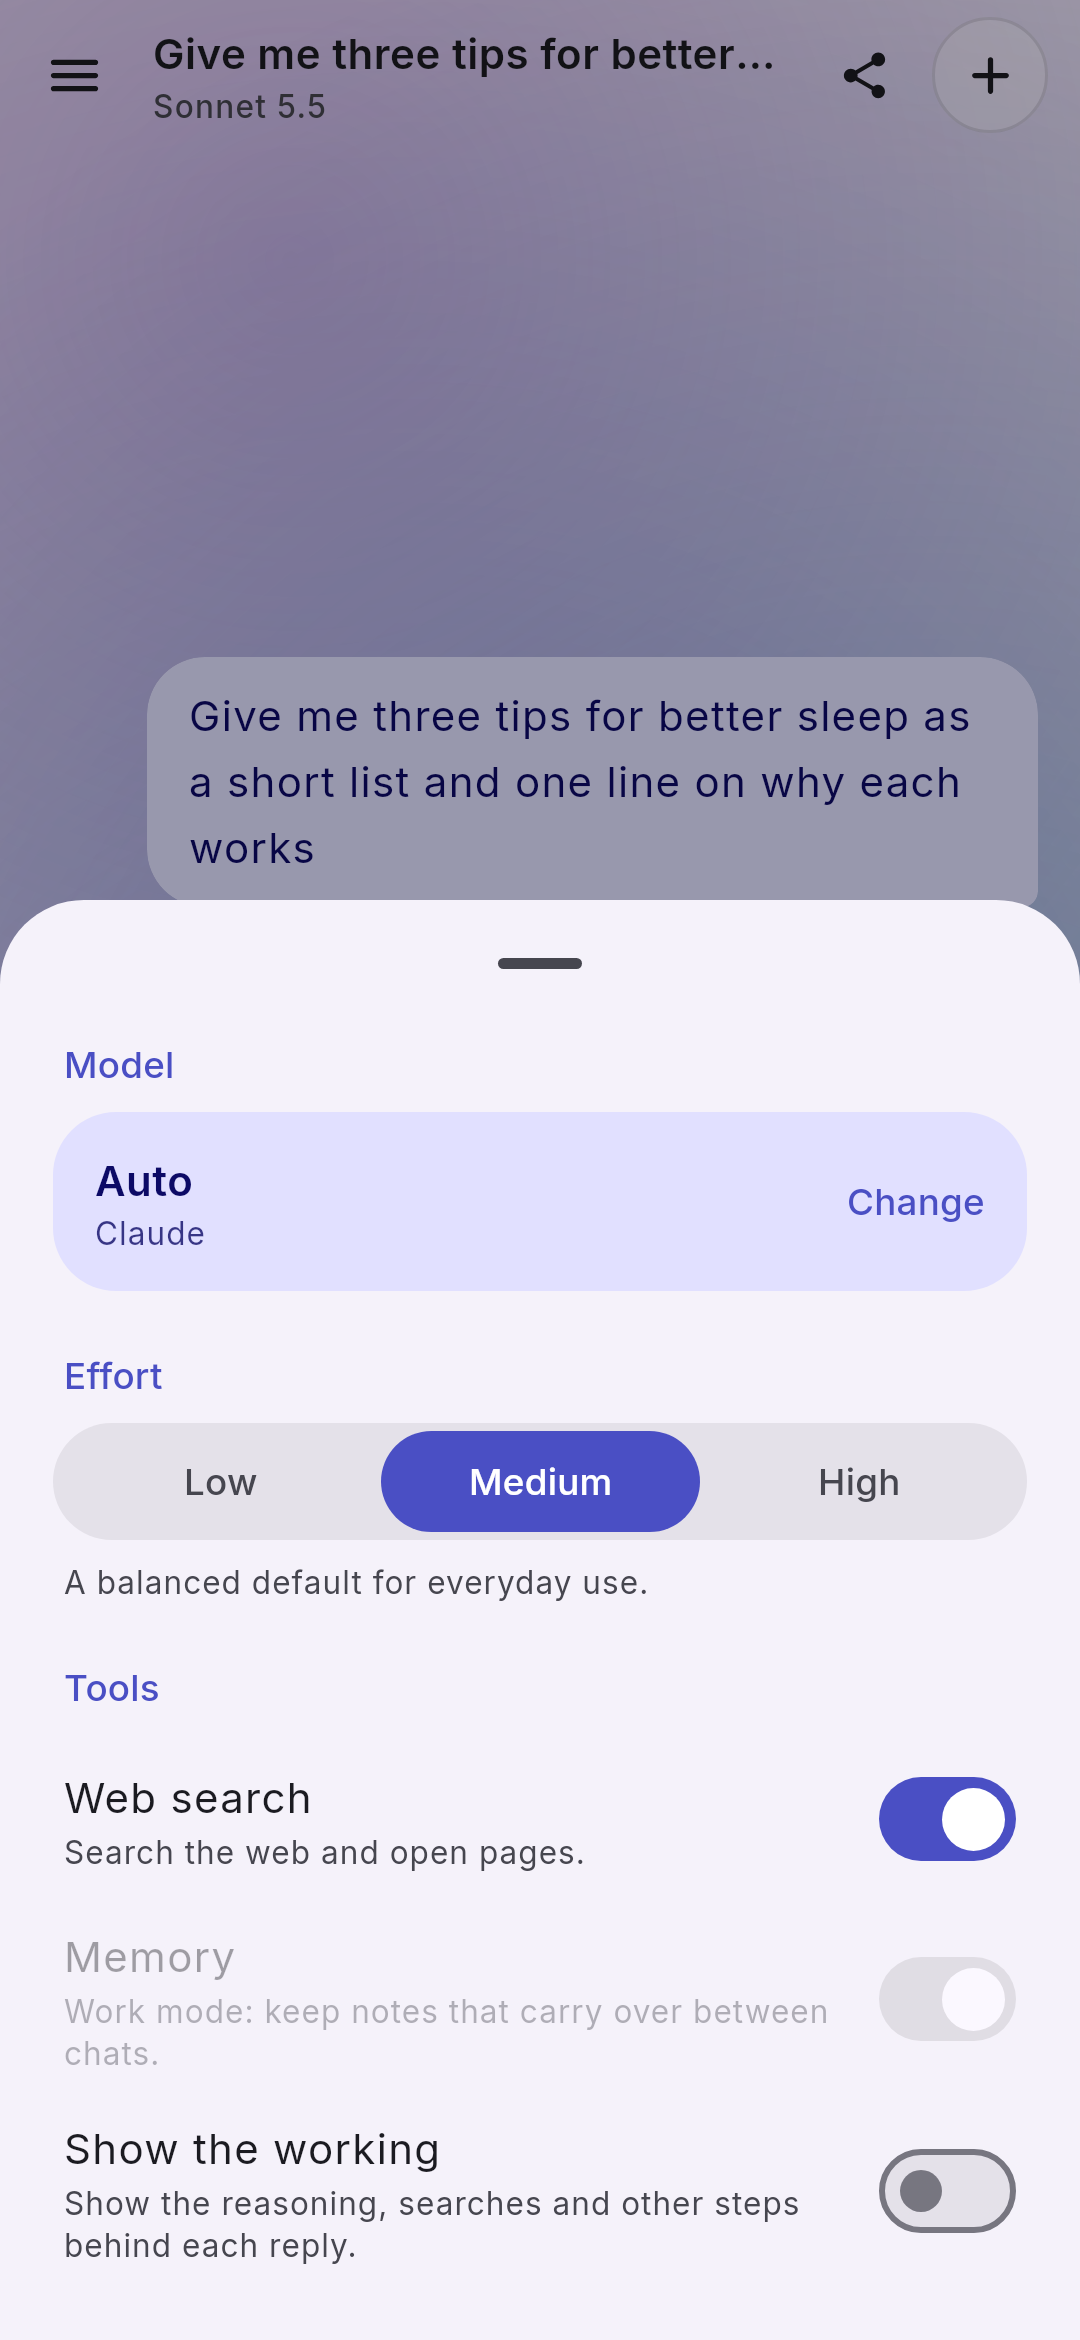 Give me three tips for better...
Sonnet 5.5
Give me three tips for better sleep as
a short list and one line on why each
works
Model
Auto
Claude
Change
Effort
Low
Medium
High
A balanced default for everyday use.
Tools
Web search
Search the web and open pages.
Memory
Work mode: keep notes that carry over between
chats.
Show the working
Show the reasoning, searches and other steps
behind each reply.